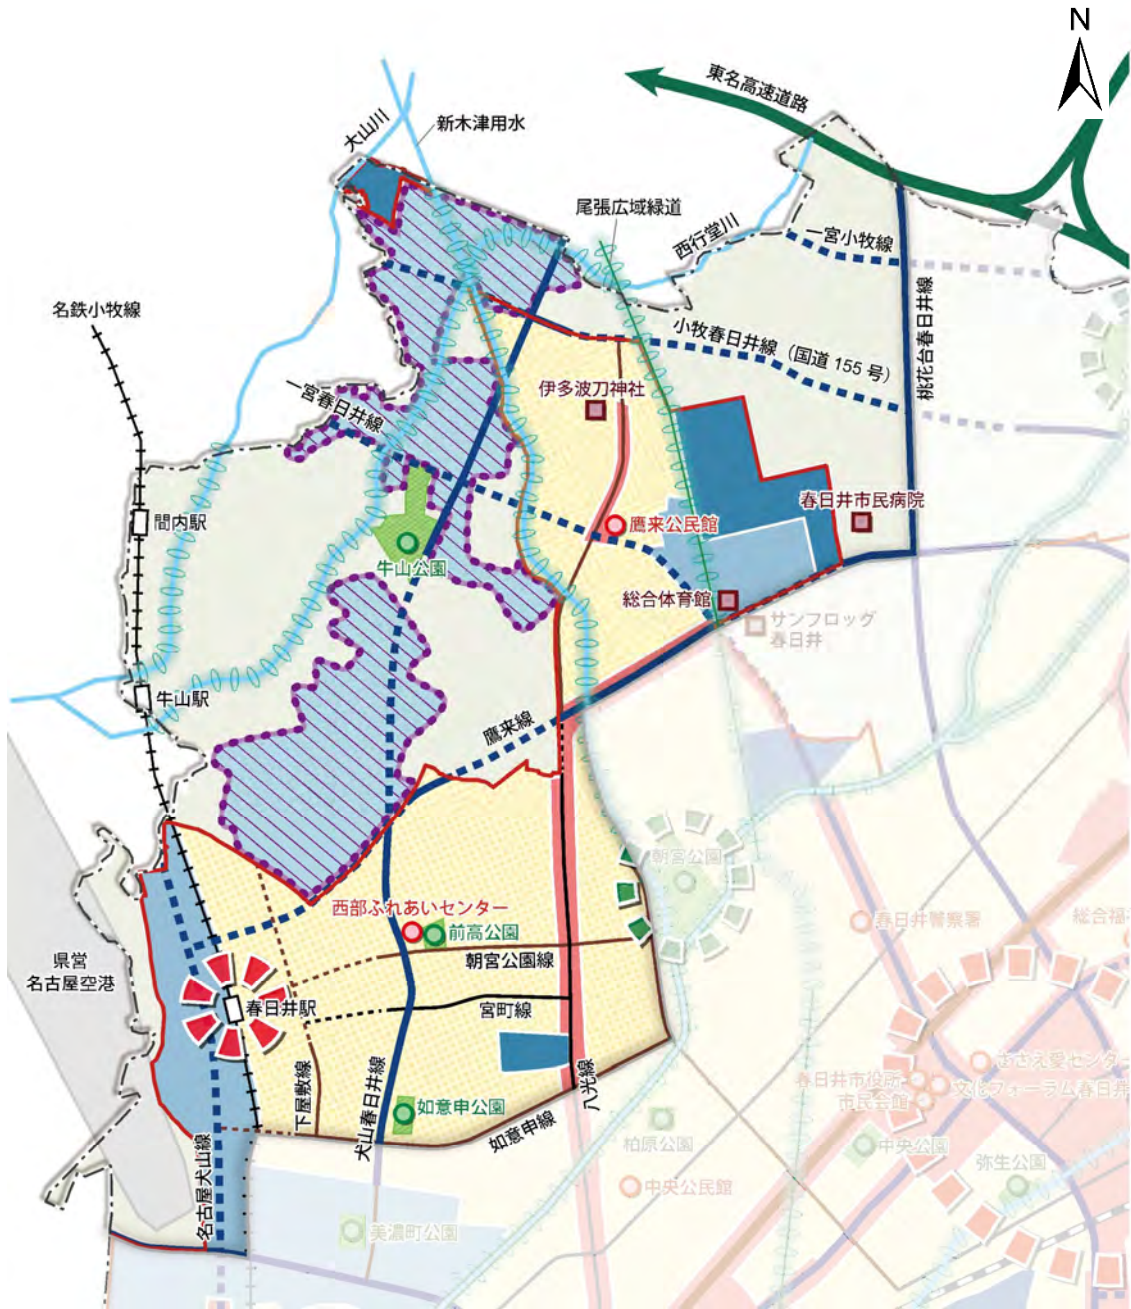 N
東名高速道路
新木津用水
大山川
尾張広域緑道
西行堂川
一宮小牧線
名鉄小牧線
桃花台春日井線
小牧春日井線（国道 155 号）
伊多波刀神社
一宮春日井線
春日井市民病院
間内駅
鷹来公民館
牛山公園
総合体育館
サンフロッグ
春日井
牛山駅
鷹来線
朝宮公園
西部ふれあいセンター
前高公園
春日井警察署
総合福
県営
名古屋空港
朝宮公園線
春日井駅
宮町線
ささえ愛センター
春日井市役所
市民会館
文化フォーラム春日井
下屋敷線
犬山春日井線
八光線
如意申公園
如意申線
柏原公園
中央公園
弥生公園
名古屋犬山線
中央公民館
美濃町公園